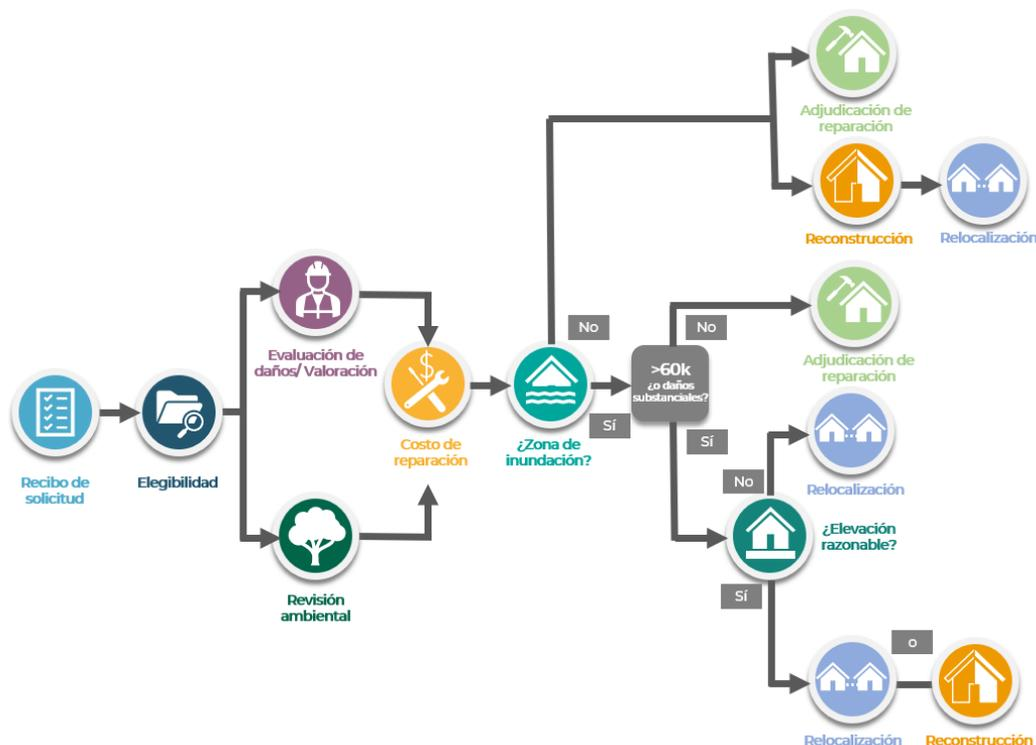 Adjudicación de
reparación
Reconstrucción
Relocalización
No
No
>60k
¿o daños
substanciales?
Sí
Sí
Adjudicación de
reparación
Evaluación de
daños/ Valoración
Costo de
reparación
¿Zona de
inundación?
Recibo de
solicitud
Elegibilidad
No
Relocalización
¿Elevación
razonable?
Sí
Revisión
ambiental
o
Relocalización
Reconstrucción